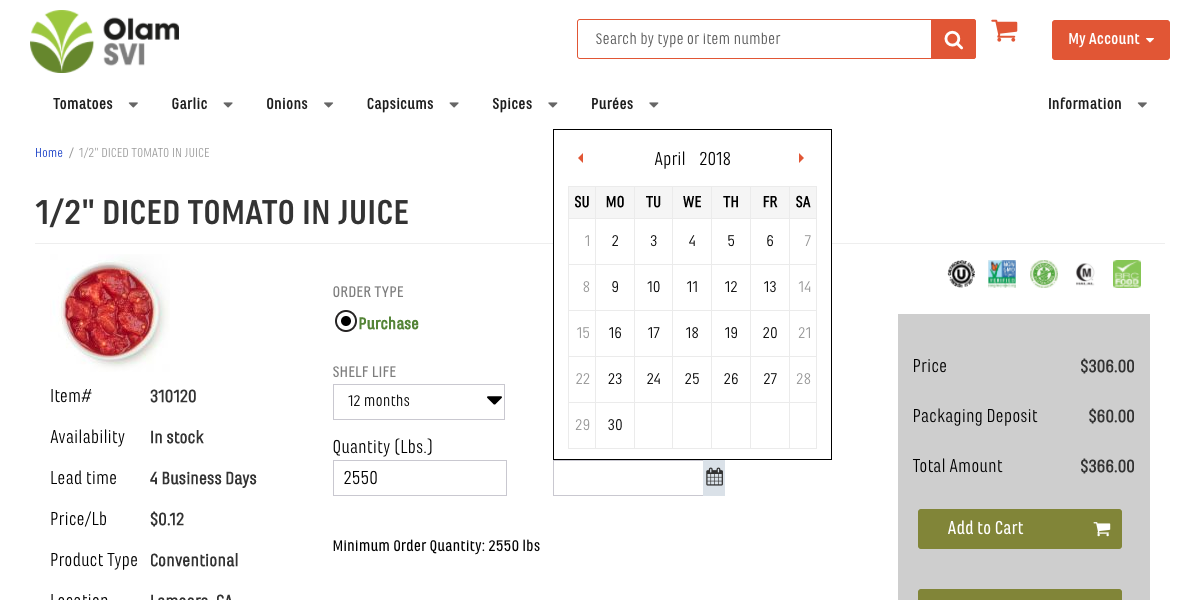 Olam
SVI
Search by type or item number
My Account
Tomatoes
Garlic
Onions
Capsicums
Spices
Purées
Information
Home / 1/2" DICED TOMATO IN JUICE
1/2" DICED TOMATO IN JUICE
April 2018
SU MO TU WE TH FR SA
1 2 3 4 5 6 7
8 9 10 11 12 13 14
15 16 17 18 19 20 21
22 23 24 25 26 27 28
29 30
ORDER TYPE
Purchase
SHELF LIFE
12 months
Quantity (Lbs.)
2550
Minimum Order Quantity: 2550 lbs
Item# 310120
Availability In stock
Lead time 4 Business Days
Price/Lb $0.12
Product Type Conventional
Location Lemoore, CA
Price $306.00
Packaging Deposit $60.00
Total Amount $366.00
Add to Cart